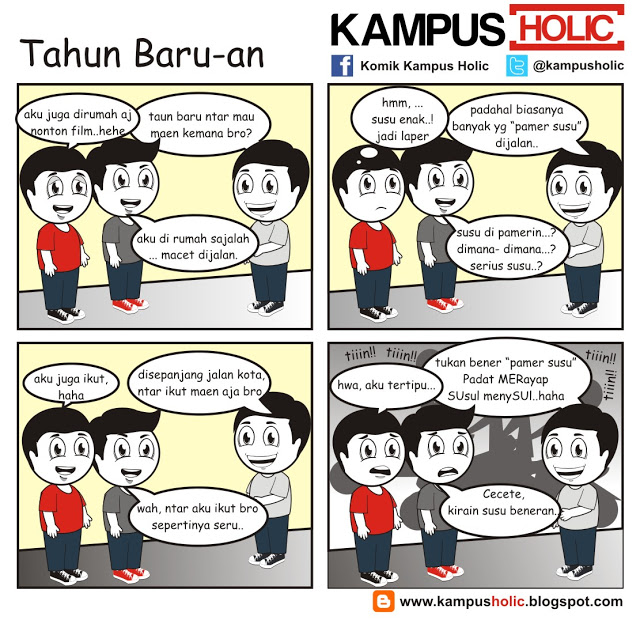 Tahun Baru-an
KAMPUS HOLIC
Komik Kampus Holic
@kampusholic
aku juga dirumah aj
nonton film..hehe
taun baru ntar mau
maen kemana bro?
aku di rumah sajalah
... macet dijalan.
hmm, ...
susu enak..!
jadi laper
padahal biasanya
banyak yg "pamer susu"
dijalan..
susu di pamerin...?
dimana- dimana...?
serius susu..?
aku juga ikut,
haha
disepanjang jalan kota,
ntar ikut maen aja bro
wah, ntar aku ikut bro
sepertinya seru..
tiiin!!
tiiin!!
tiiin!!
tiiin!!
hwa, aku tertipu...
tukan bener "pamer susu"
Padat MERayap
SUsul menySUl..haha
Cecete,
kirain susu beneran..
www.kampusholic.blogspot.com